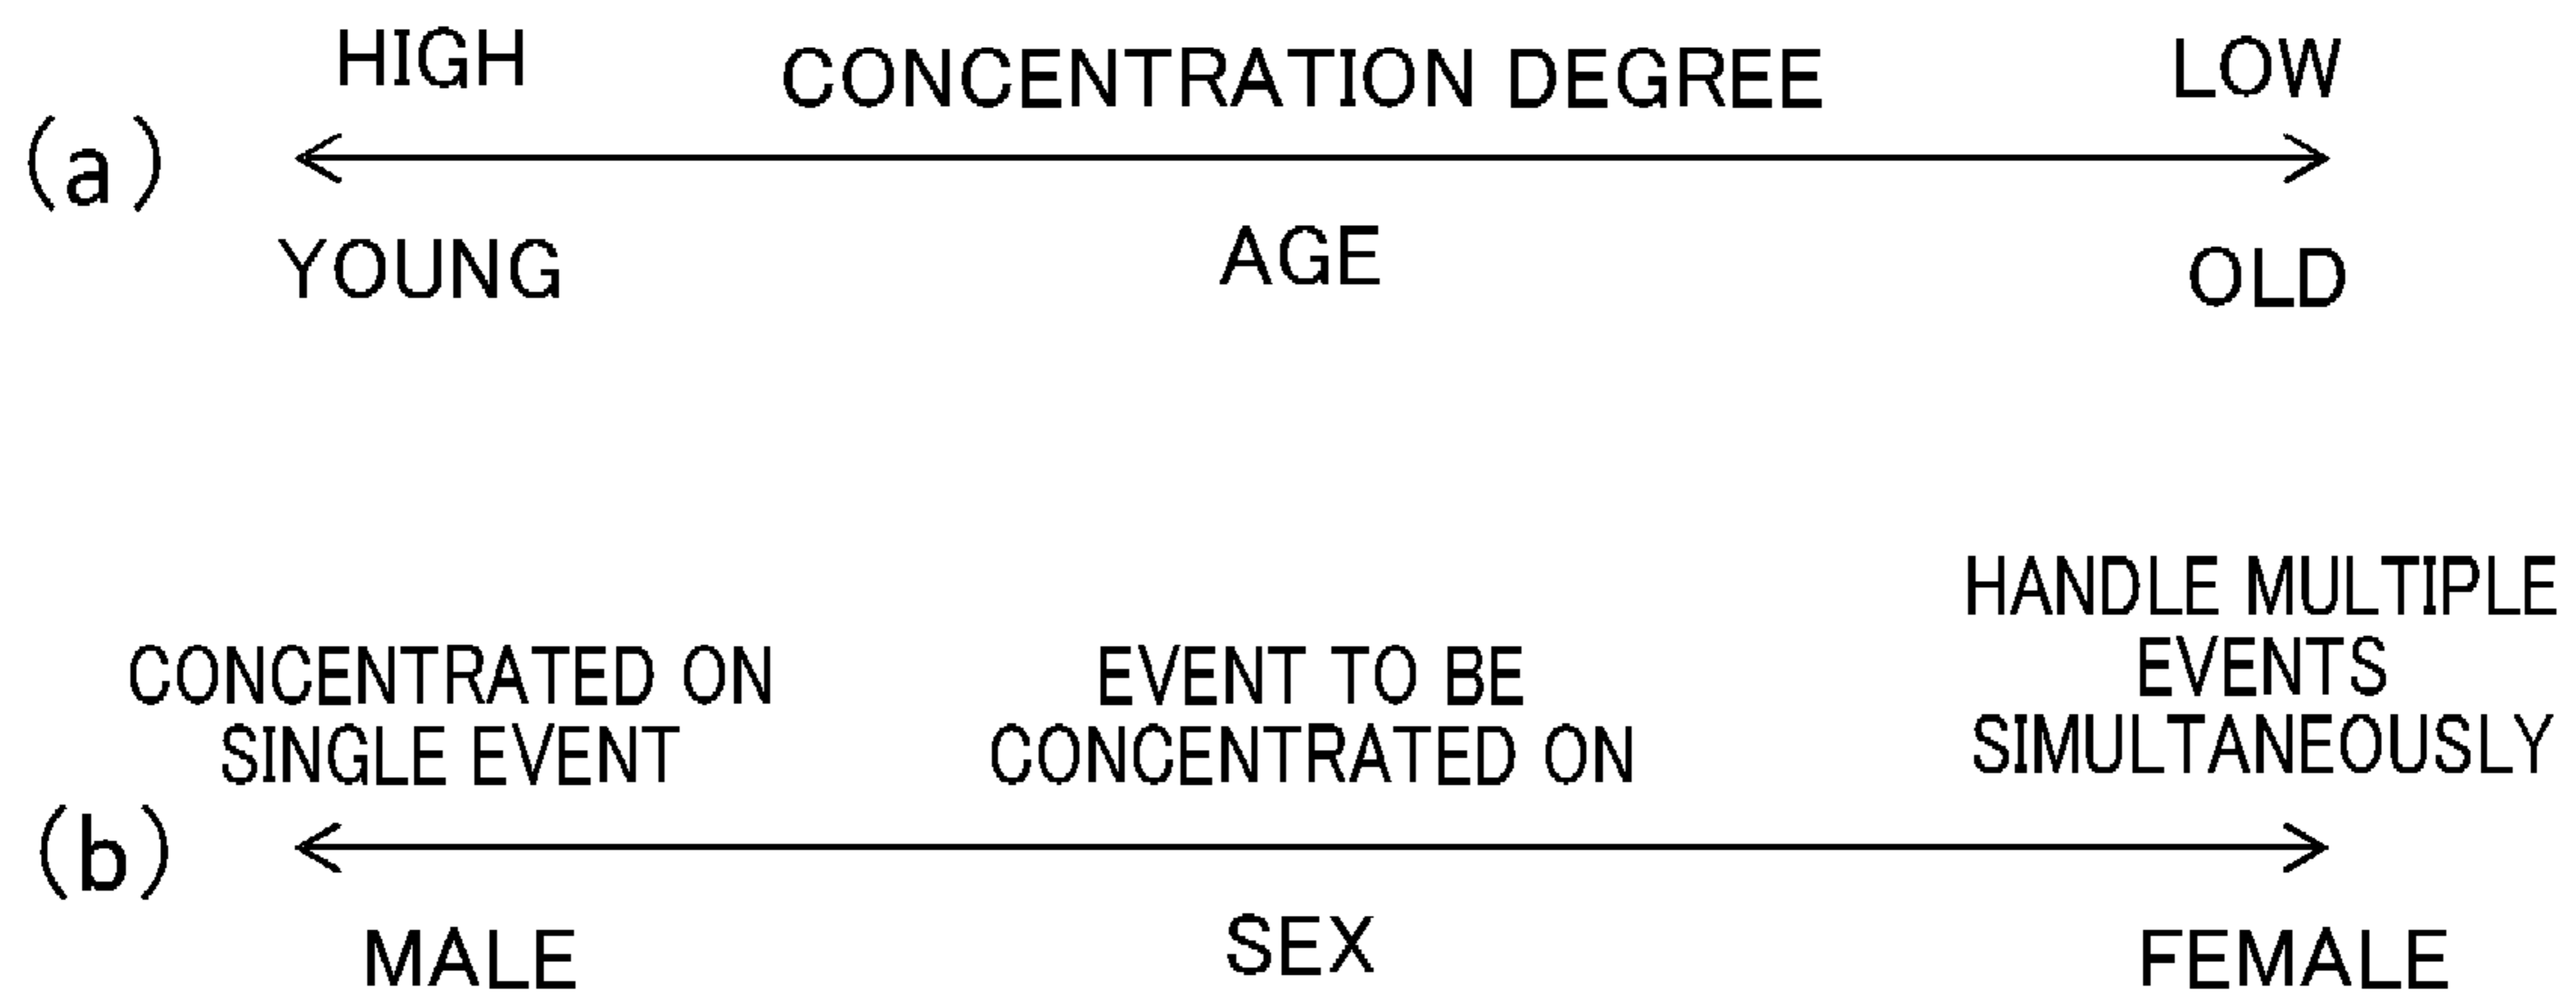 HIGH CONCENTRATION DEGREE LOW
(a)
YOUNG AGE OLD
HANDLE MULTIPLE
CONCENTRATED ON EVENT TO BE EVENTS
SINGLE EVENT CONCENTRATED ON SIMULTANEOUSLY
(b)
MALE SEX FEMALE